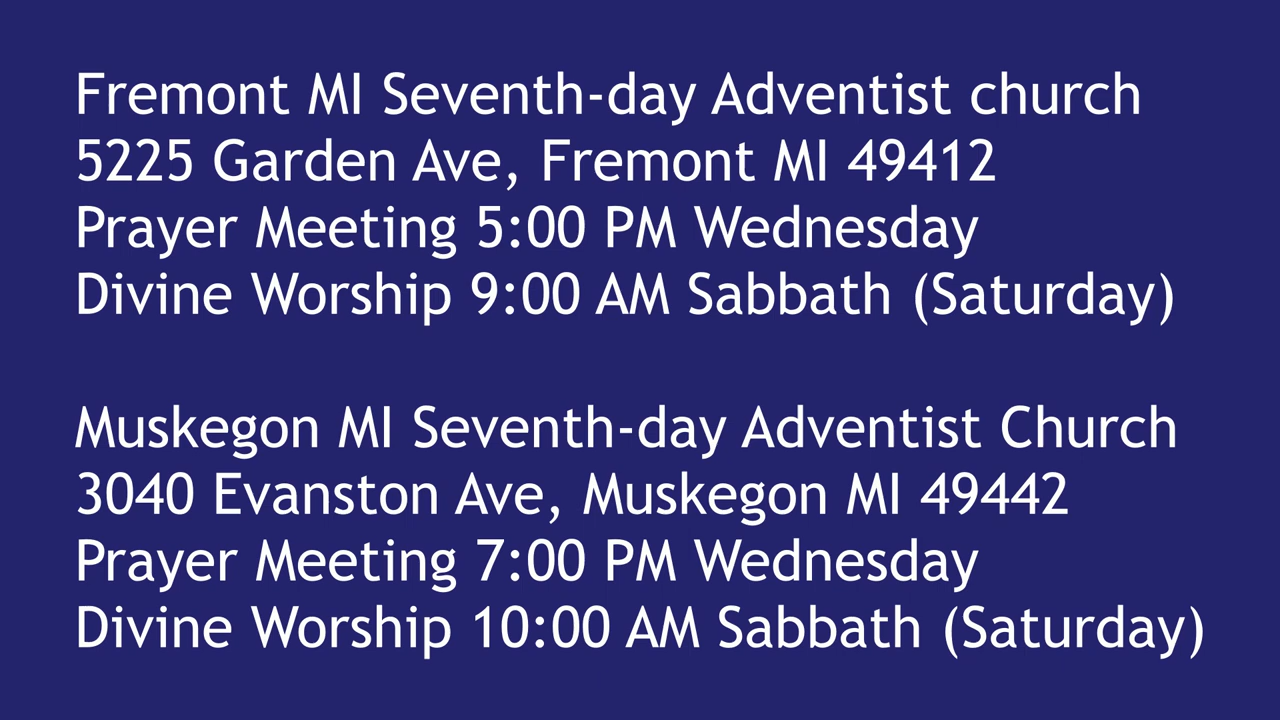 Fremont MI Seventh-day Adventist church
5225 Garden Ave, Fremont MI 49412
Prayer Meeting 5:00 PM Wednesday
Divine Worship 9:00 AM Sabbath (Saturday)
Muskegon MI Seventh-day Adventist Church
3040 Evanston Ave, Muskegon MI 49442
Prayer Meeting 7:00 PM Wednesday
Divine Worship 10:00 AM Sabbath (Saturday)